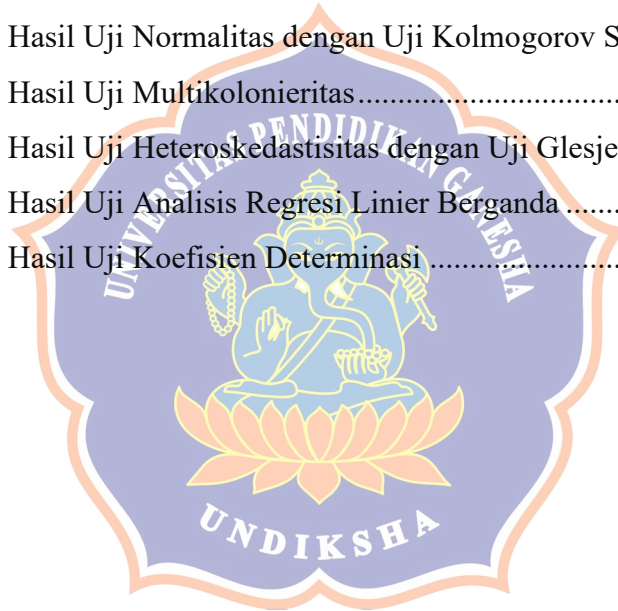 Hasil Uji Normalitas dengan Uji Kolmogorov S
Hasil Uji Multikolonieritas....................................
Hasil Uji Heteroskedastisitas dengan Uji Glesje
Hasil Uji Analisis Regresi Linier Berganda ......
Hasil Uji Koefisien Determinasi .........................
UNIVERSITAS PENDIDIKAN GANESHA
UNDIKSHA